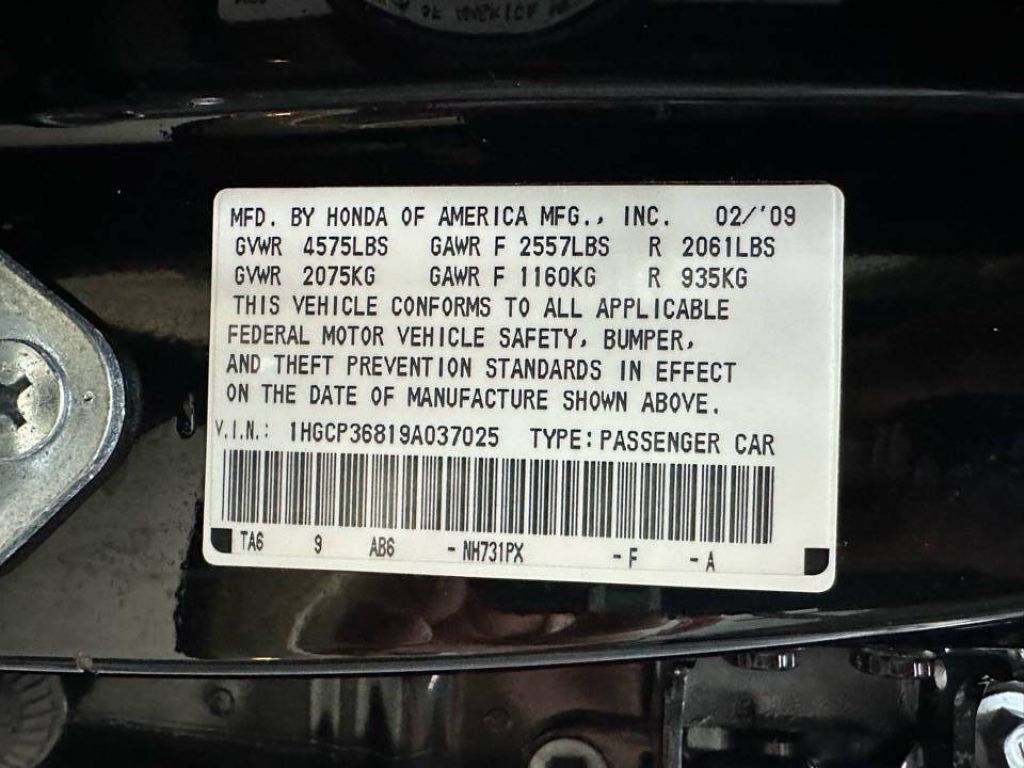 MFD. BY HONDA OF AMERICA MFG., INC. 02/'09
GVWR 4575LBS GAWR F 2557LBS R 2061LBS
GVWR 2075KG GAWR F 1160KG R 935KG
THIS VEHICLE CONFORMS TO ALL APPLICABLE
FEDERAL MOTOR VEHICLE SAFETY, BUMPER,
AND THEFT PREVENTION STANDARDS IN EFFECT
ON THE DATE OF MANUFACTURE SHOWN ABOVE.
V.I.N.: 1HGCP36819A037025 TYPE:PASSENGER CAR
TA6 9 AB6 -NH731PX -F -A